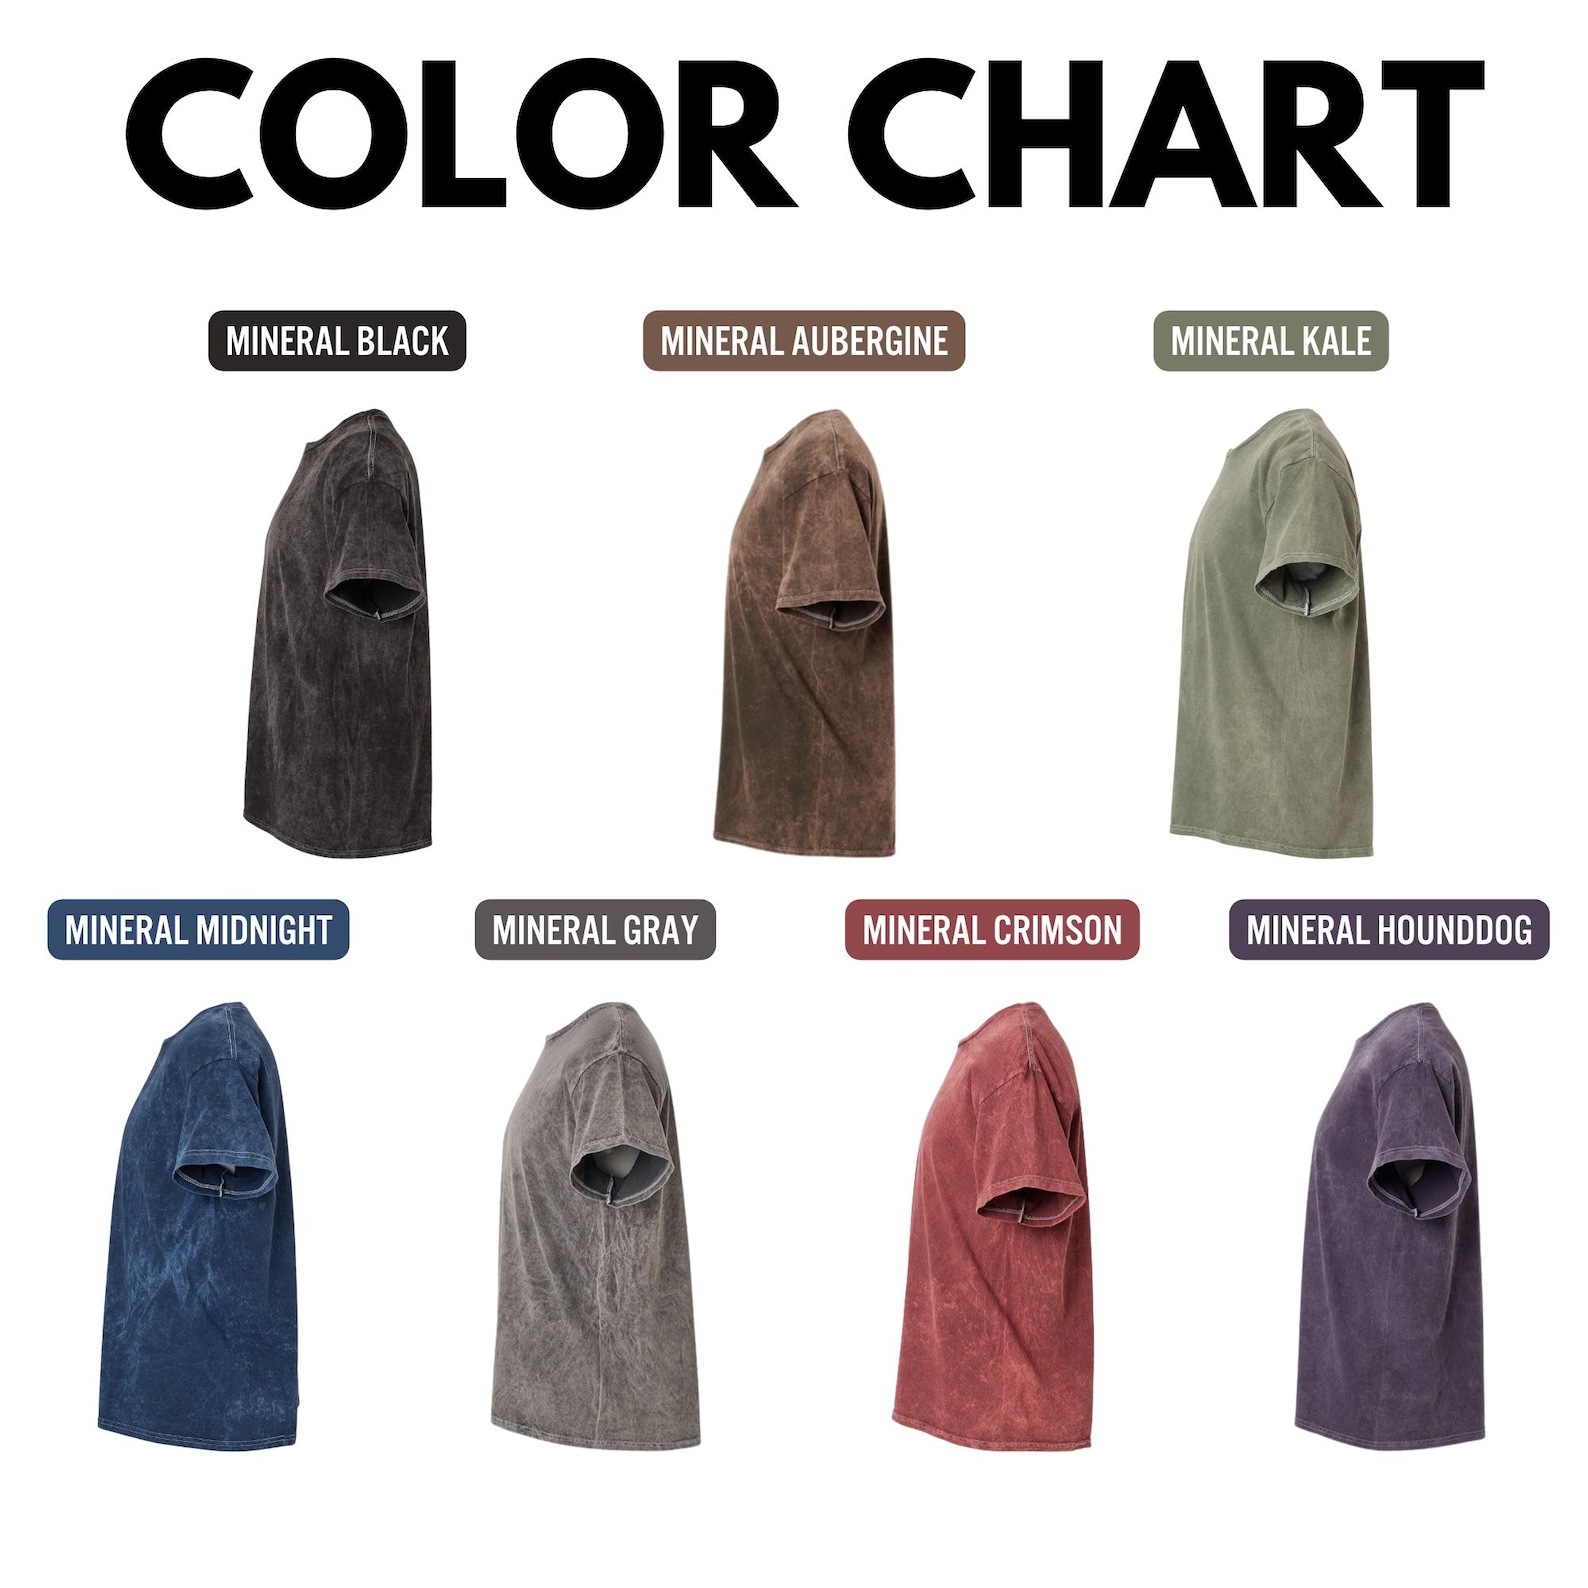 COLOR CHART
MINERAL BLACK
MINERAL AUBERGINE
MINERAL KALE
MINERAL MIDNIGHT
MINERAL GRAY
MINERAL CRIMSON
MINERAL HOUNDDOG